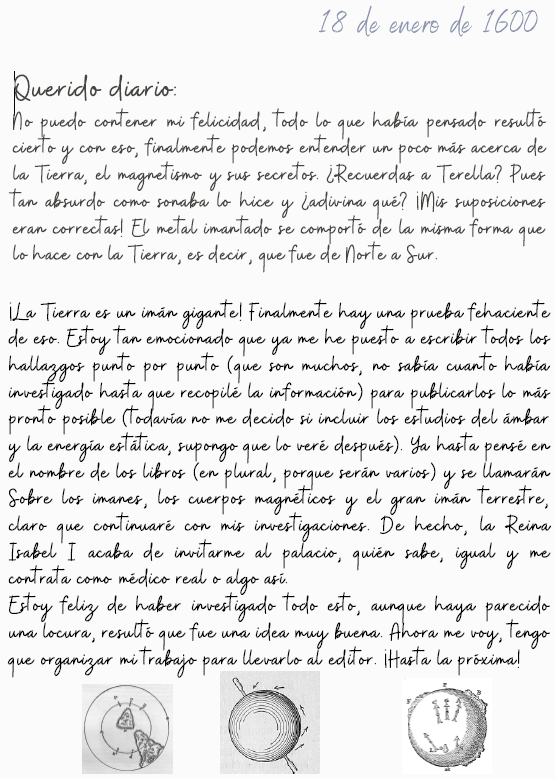 18 de enero de 1600
Querido diario:
No puedo contener mi felicidad, todo lo que había pensado resultó
cierto y con eso, finalmente podemos entender un poco más acerca de
la Tierra, el magnetismo y sus secretos. ¿Recuerdas a Terella? Pues
tan absurdo como sonaba lo hice y ¿adivina qué? ¡Mis suposiciones
eran correctas! El metal imantado se comportó de la misma forma que
lo hace con la Tierra, es decir, que fue de Norte a Sur.
¡La Tierra es un imán gigante! Finalmente hay una prueba fehaciente
de eso. Estoy tan emocionado que ya me he puesto a escribir todos los
hallazgos punto por punto (que son muchos, no sabía cuanto había
investigado hasta que recopilé la información) para publicarlos lo más
pronto posible (todavía no me decido si incluir los estudios del ámbar
y la energía estática, supongo que lo veré después). Ya hasta pensé en
el nombre de los libros (en plural, porque serán varios) y se llamarán
Sobre los imanes, los cuerpos magnéticos y el gran imán terrestre,
claro que continuaré con mis investigaciones. De hecho, la Reina
Isabel I acaba de invitarme al palacio, quién sabe, igual y me
contrata como médico real o algo así.
Estoy feliz de haber investigado todo esto, aunque haya parecido
una locura, resultó que fue una idea muy buena. Ahora me voy, tengo
que organizar mi trabajo para llevarlo al editor. ¡Hasta la próxima!